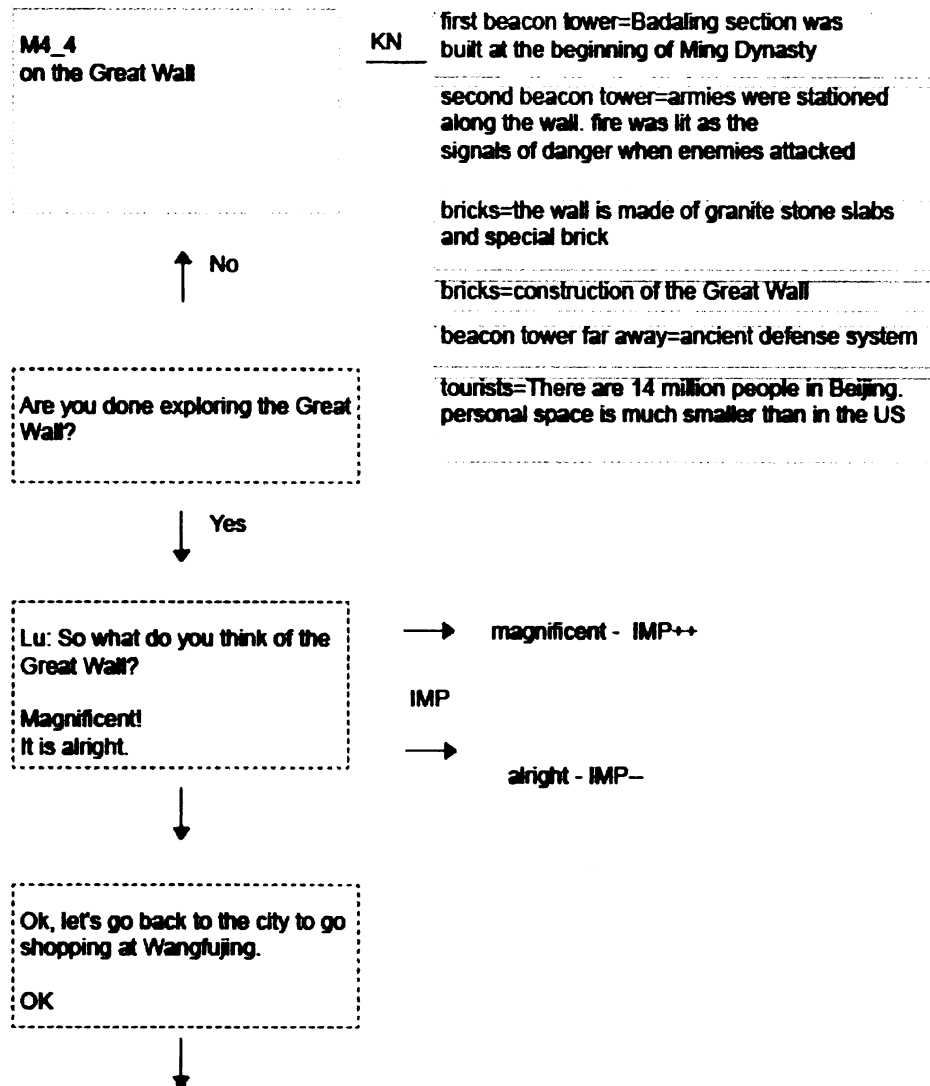 M4_4
on the Great Wall
KN
first beacon tower=Badaling section was
built at the beginning of Ming Dynasty
second beacon tower=armies were stationed
along the wall. fire was lit as the
signals of danger when enemies attacked
bricks=the wall is made of granite stone slabs
and special brick
bricks=construction of the Great Wall
beacon tower far away=ancient defense system
tourists=There are 14 million people in Beijing.
personal space is much smaller than in the US
No
Are you done exploring the Great
Wall?
Yes
Lu: So what do you think of the
Great Wall?
Magnificent!
It is alright.
magnificent - IMP++
IMP
alright - IMP--
Ok, let's go back to the city to go
shopping at Wangfujing.
OK